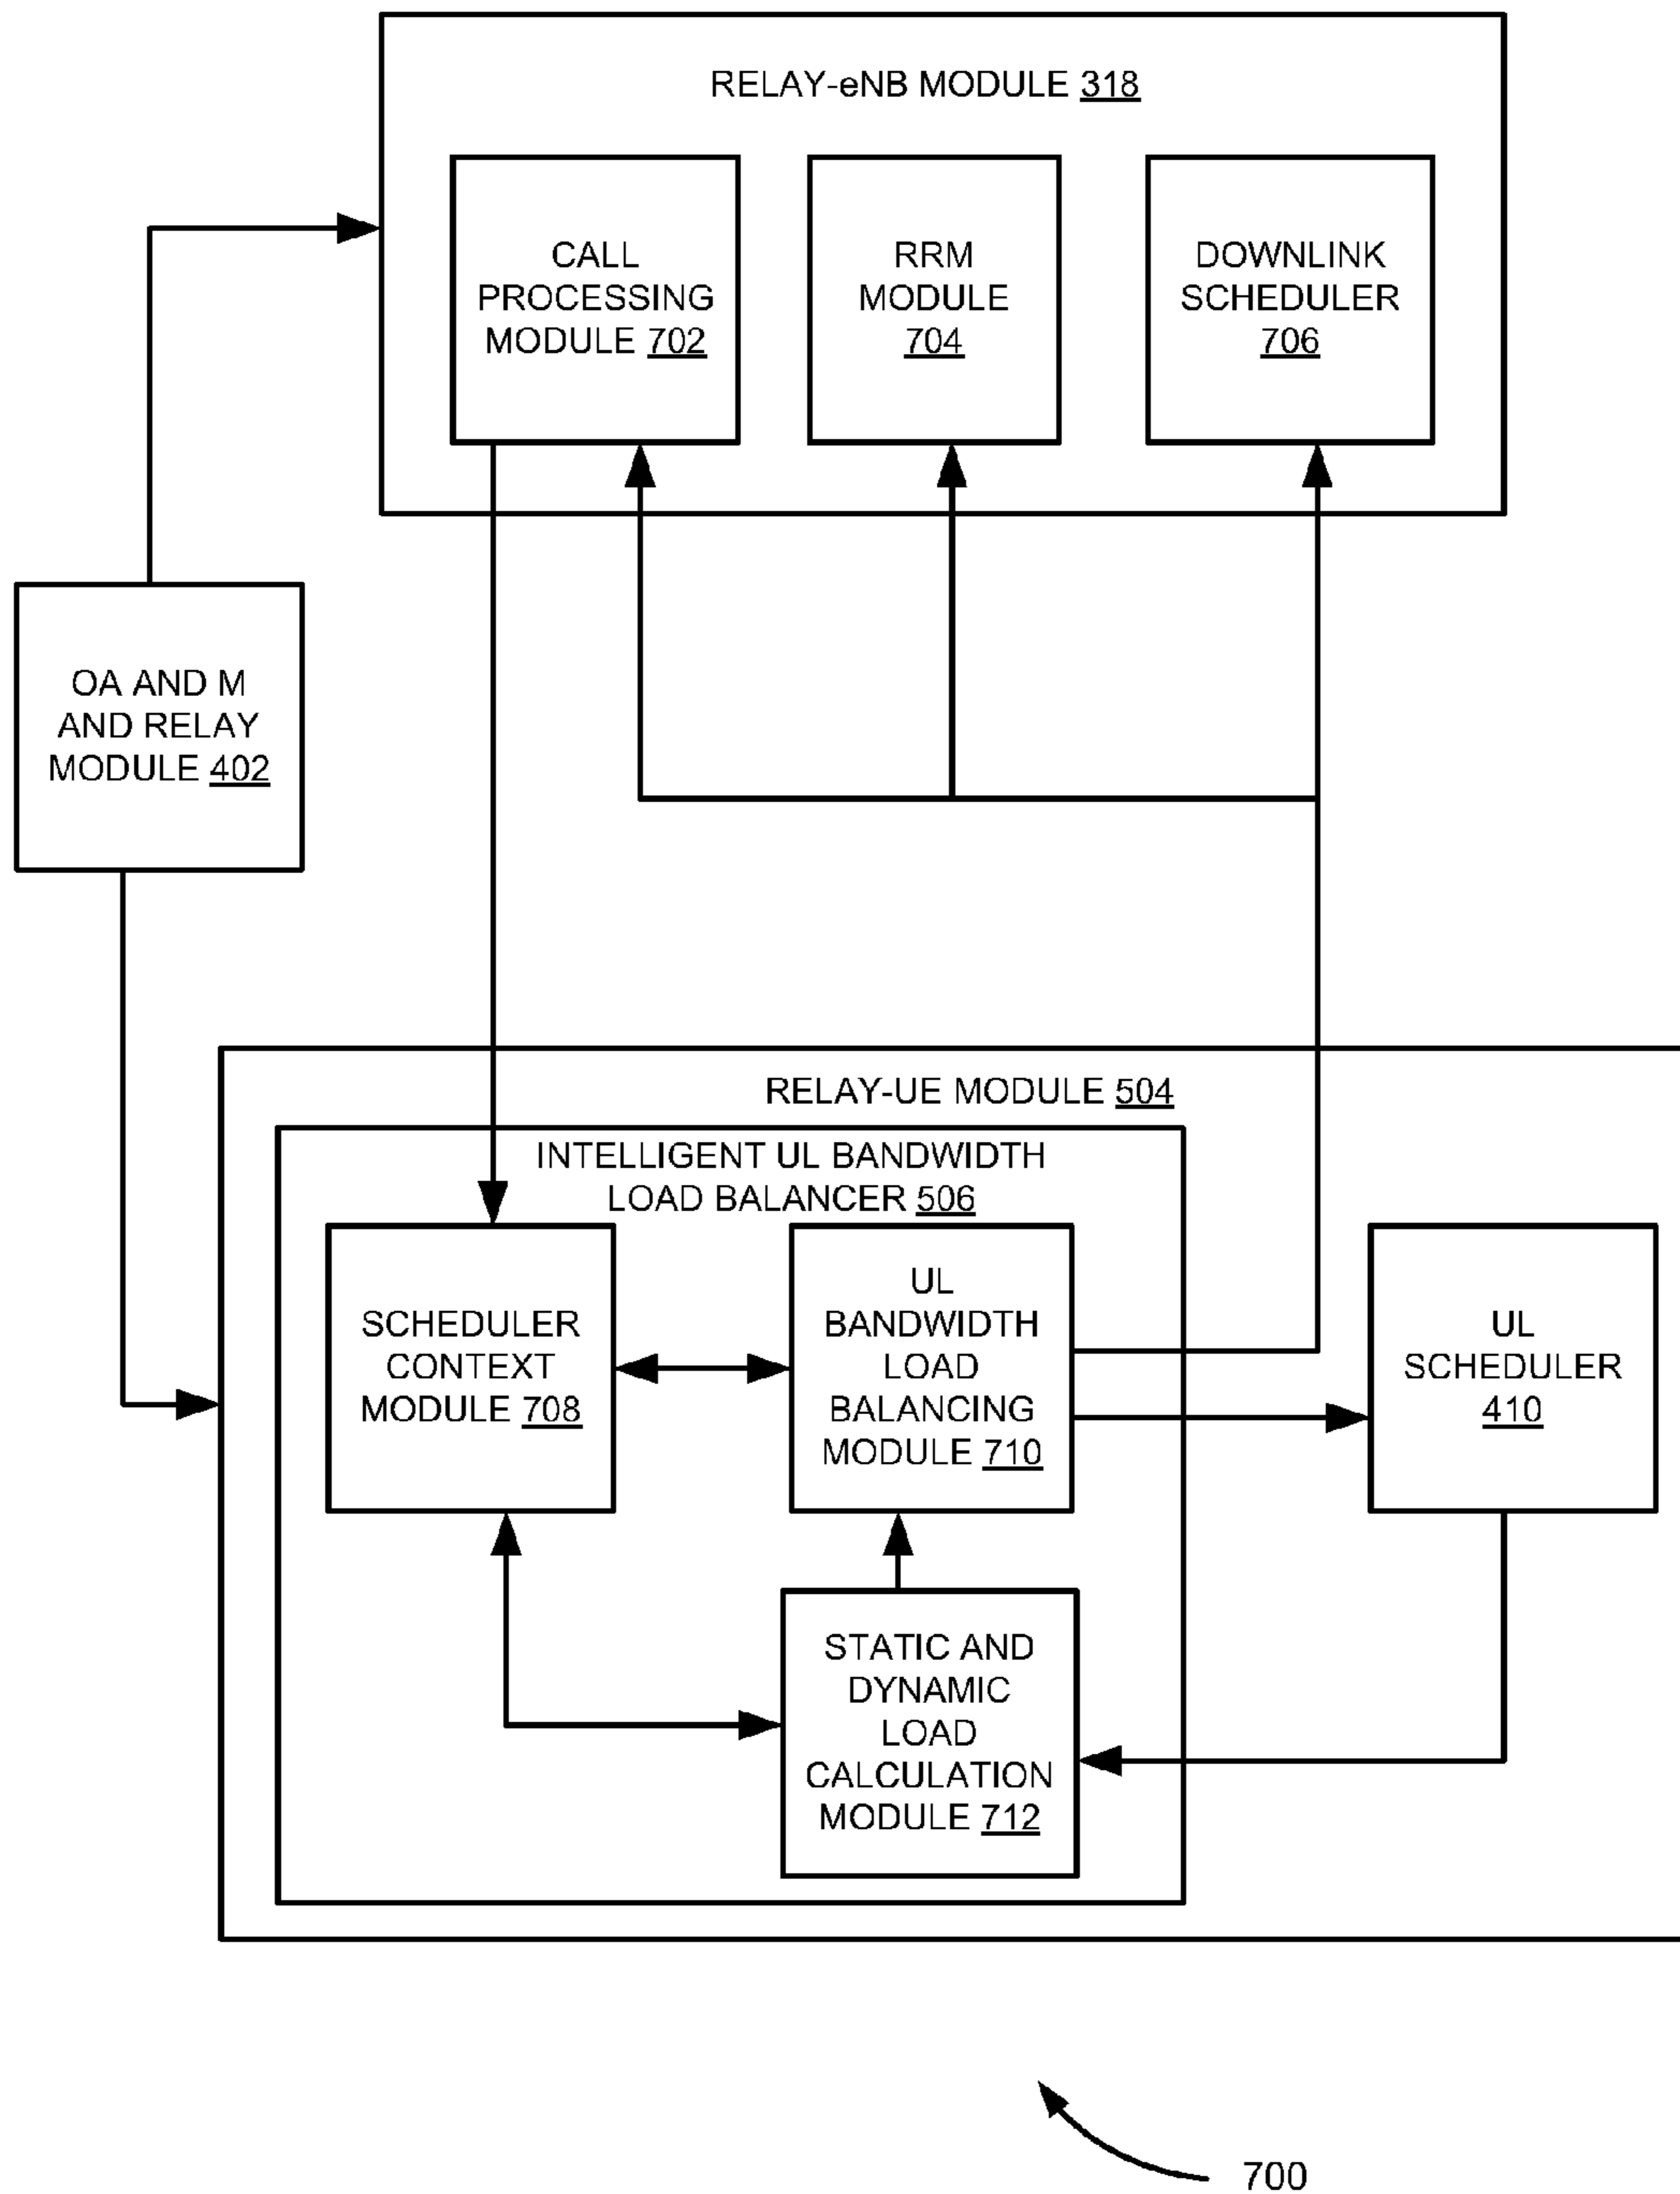 RELAY-eNB MODULE 318
CALL
PROCESSING
MODULE 702
RRM
MODULE
704
DOWNLINK
SCHEDULER
706
OA AND M
AND RELAY
MODULE 402
RELAY-UE MODULE 504
INTELLIGENT UL BANDWIDTH
LOAD BALANCER 506
SCHEDULER
CONTEXT
MODULE 708
UL
BANDWIDTH
LOAD
BALANCING
MODULE 710
UL
SCHEDULER
410
STATIC AND
DYNAMIC
LOAD
CALCULATION
MODULE 712
700